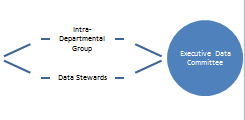 Intra-
Departmental
Group
Data Stewards
Executive Data
Committee